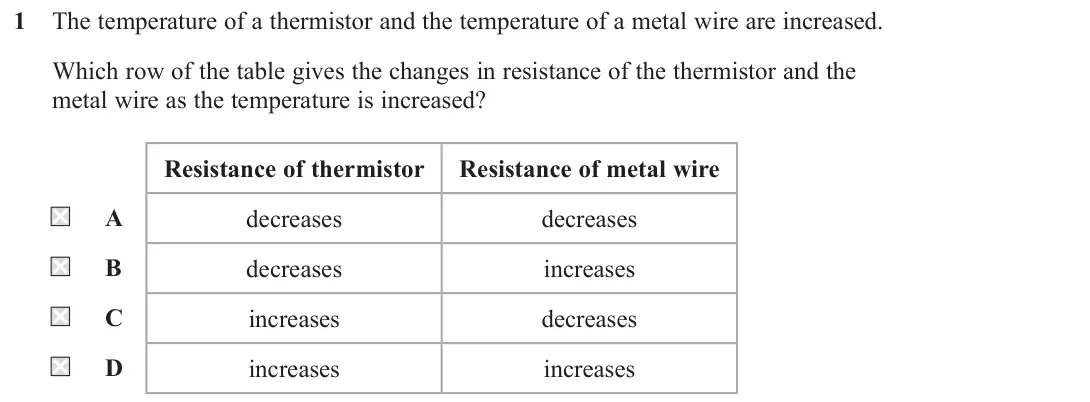 1 The temperature of a thermistor and the temperature of a metal wire are increased.
Which row of the table gives the changes in resistance of the thermistor and the
metal wire as the temperature is increased?
Resistance of thermistor Resistance of metal wire
A decreases decreases
B decreases increases
C increases decreases
D increases increases